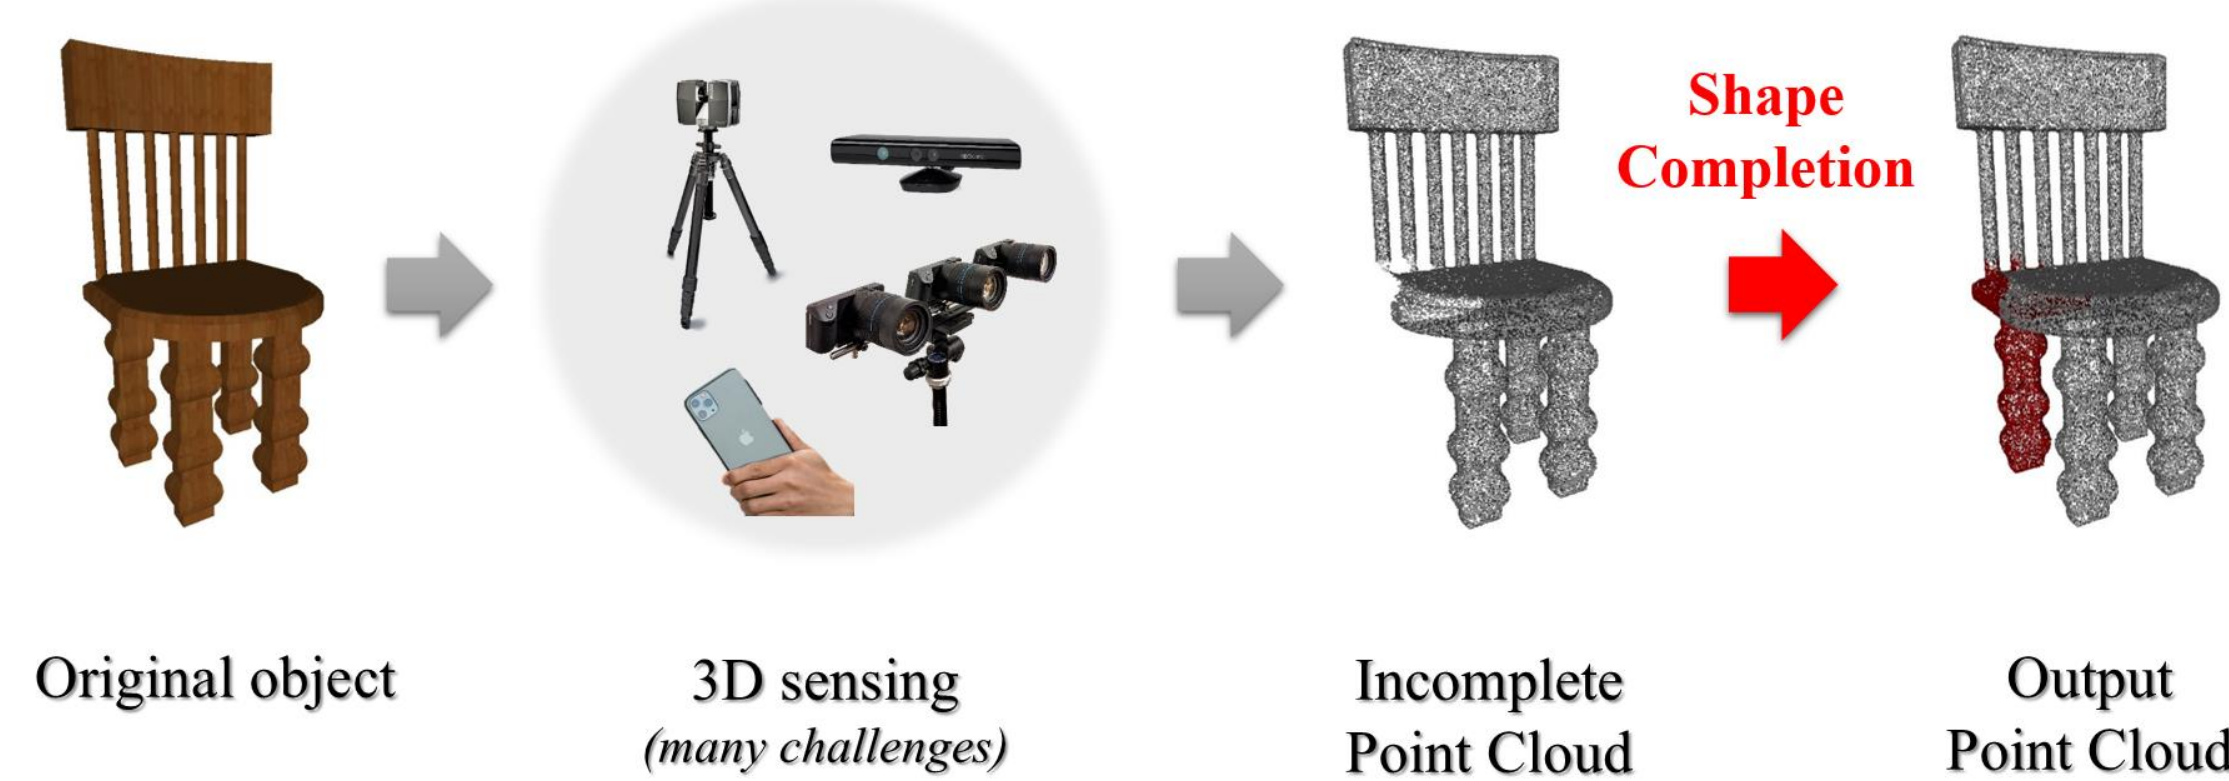 Shape
Completion
Original object
3D sensing
(many challenges)
Incomplete
Point Cloud
Output
Point Cloud